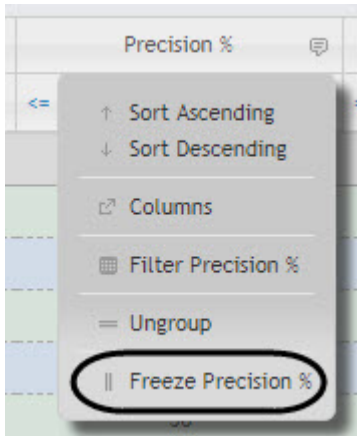 Precision %
<=
Sort Ascending
Sort Descending
Columns
Filter Precision %
Ungroup
Freeze Precision %